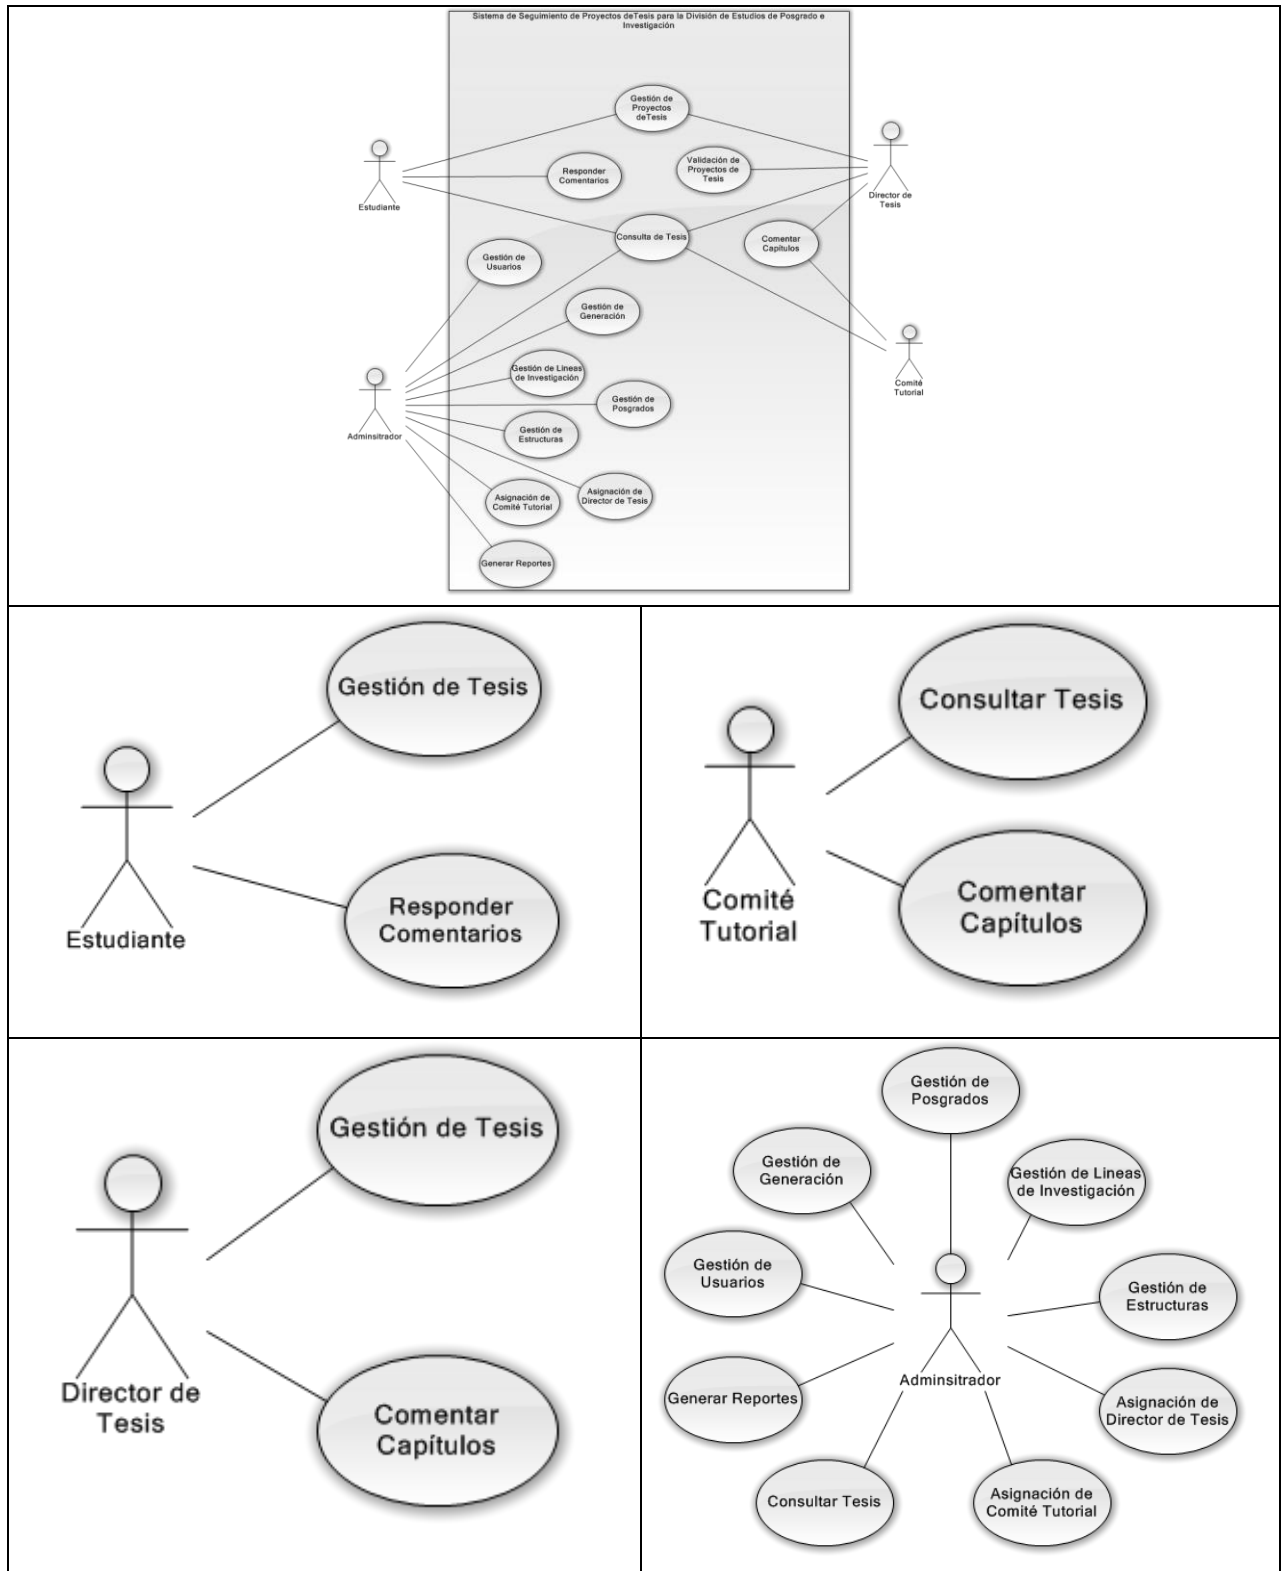 Sistema de Seguimiento de Proyectos deTesis para la División de Estudios de Posgrado e
Investigación
Gestión de
Proyectos
deTesis
Estudiante
Responder
Comentarios
Validación de
Proyectos de
Tesis
Director de
Tesis
Consulta de Tesis
Comentar
Capítulos
Gestión de
Usuarios
Gestión de
Generación
Comité
Tutorial
Gestión de Lineas
de Investigación
Gestión de
Posgrados
Adminsitrador
Gestión de
Estructuras
Asignación de
Comité Tutorial
Asignación de
Director de Tesis
Generar Reportes
Gestión de Tesis
Estudiante
Responder
Comentarios
Consultar Tesis
Comité
Tutorial
Comentar
Capítulos
Gestión de Tesis
Director de
Tesis
Comentar
Capítulos
Gestión de
Posgrados
Gestión de
Generación
Gestión de Lineas
de Investigación
Gestión de
Usuarios
Gestión de
Estructuras
Adminsitrador
Generar Reportes
Asignación de
Director de Tesis
Consultar Tesis
Asignación de
Comité Tutorial